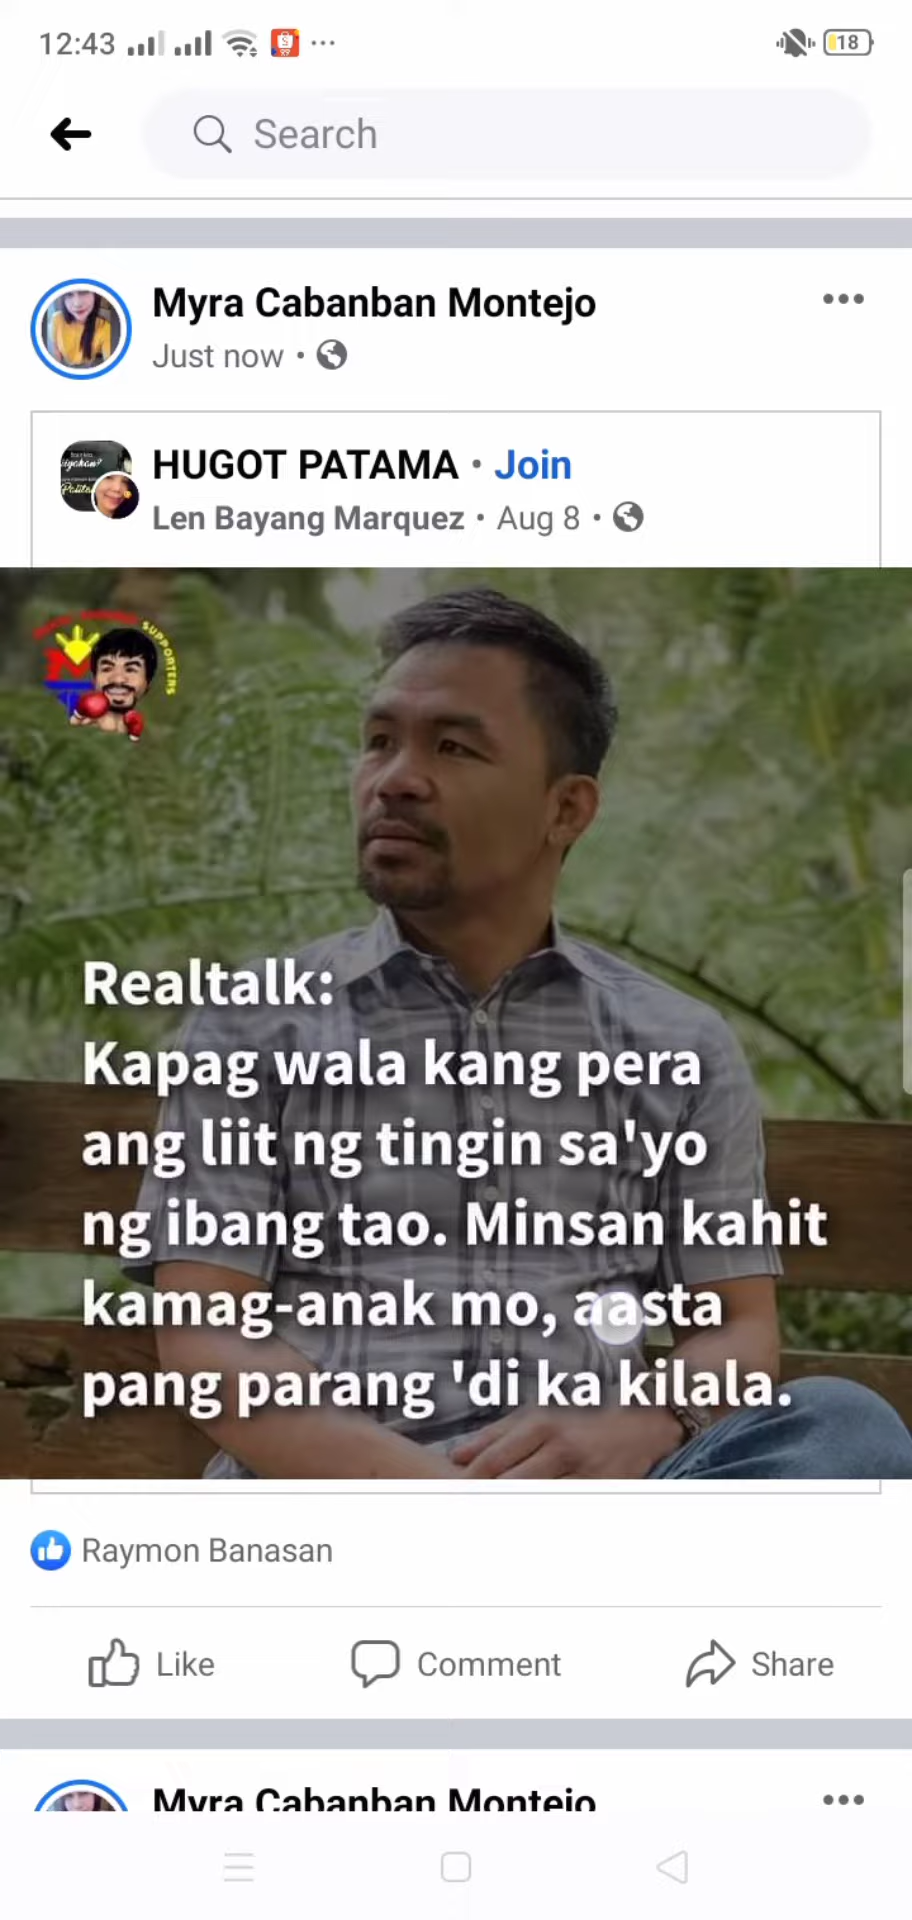 12:43
18
Search
Myra Cabanban Montejo
Just now •
HUGOT PATAMA • Join
Len Bayang Marquez • Aug 8 •
SUPPORTERS
Realtalk:
Kapag wala kang pera
ang liit ng tingin sa'yo
ng ibang tao. Minsan kahit
kamag-anak mo, aasta
pang parang 'di ka kilala.
Raymon Banasan
Like
Comment
Share
Myra Cabanban Montejo